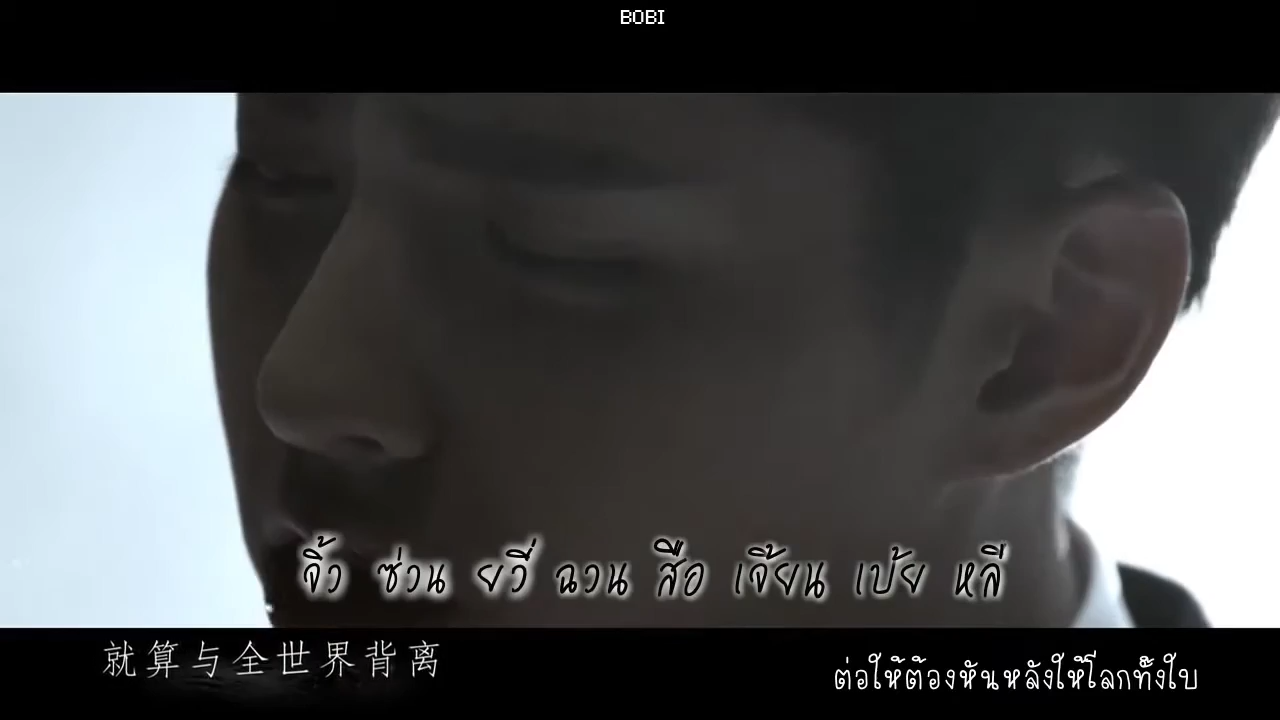 BOBI
จิ้ว ซ่วน ยวี่ ฉวน สือ เจี้ยน เป้ย หลี
就算与全世界背离
ต่อให้ต้องหันหลังให้โลกทั้งใบ